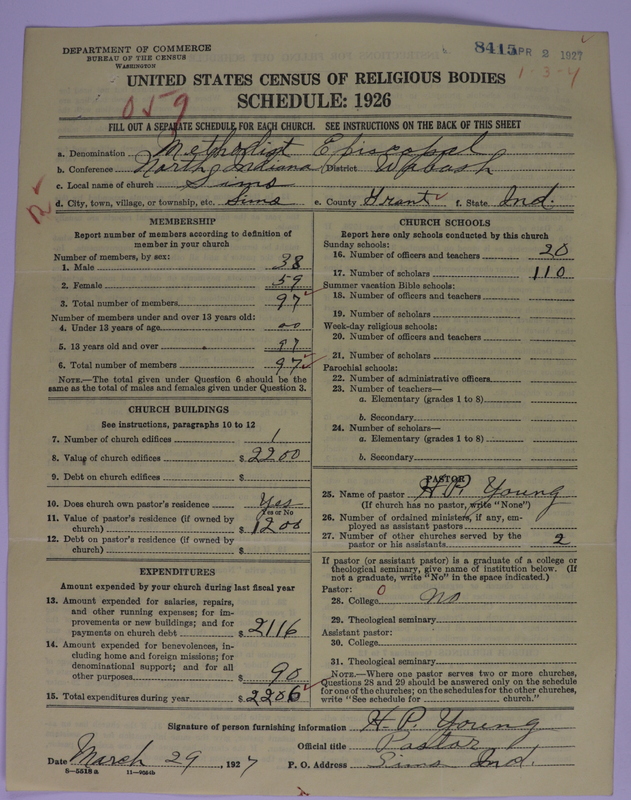 DEPARTMENT OF COMMERCE
BUREAU OF THE CENSUS
WASHINGTON
8415 APR 2 1927
1-3-4
UNITED STATES CENSUS OF RELIGIOUS BODIES
SCHEDULE: 1926
059
FILL OUT A SEPARATE SCHEDULE FOR EACH CHURCH. SEE INSTRUCTIONS ON THE BACK OF THIS SHEET
a. Denomination Methodist Episcopal
b. Conference North Indiana District Wabash
c. Local name of church Sims
d. City, town, village, or township, etc. Sims e. County Grant f. State Ind.
MEMBERSHIP
Report number of members according to definition of member in your church
Number of members, by sex:
1. Male 38
2. Female 59
3. Total number of members 97
Number of members under and over 13 years old:
4. Under 13 years of age 00
5. 13 years old and over 97
6. Total number of members 97
NOTE.—The total given under Question 6 should be the same as the total of males and females given under Question 3.
CHURCH BUILDINGS
See instructions, paragraphs 10 to 12
7. Number of church edifices 1
8. Value of church edifices $ 2200
9. Debt on church edifices $
10. Does church own pastor's residence Yes
Yes or No
11. Value of pastor's residence (if owned by church) $ 1200
12. Debt on pastor's residence (if owned by church) $
EXPENDITURES
Amount expended by your church during last fiscal year
13. Amount expended for salaries, repairs, and other running expenses; for improvements or new buildings; and for payments on church debt $ 2116
14. Amount expended for benevolences, including home and foreign missions; for denominational support; and for all other purposes $ 90
15. Total expenditures during year $ 2206
CHURCH SCHOOLS
Report here only schools conducted by this church
Sunday schools:
16. Number of officers and teachers 20
17. Number of scholars 110
Summer vacation Bible schools:
18. Number of officers and teachers
19. Number of scholars
Week-day religious schools:
20. Number of officers and teachers
21. Number of scholars
Parochial schools:
22. Number of administrative officers
23. Number of teachers—
a. Elementary (grades 1 to 8)
b. Secondary
24. Number of scholars—
a. Elementary (grades 1 to 8)
b. Secondary
PASTOR
25. Name of pastor H. P. Young
(If church has no pastor, write "None")
26. Number of ordained ministers, if any, employed as assistant pastors
27. Number of other churches served by the pastor or his assistants 2
If pastor (or assistant pastor) is a graduate of a college or theological seminary, give name of institution below. (If not a graduate, write "No" in the space indicated.)
Pastor: 0
28. College no
29. Theological seminary
Assistant pastor:
30. College
31. Theological seminary
NOTE.—Where one pastor serves two or more churches, Questions 28 and 29 should be answered only on the schedule for one of the churches; on the schedules for the other churches, write "See schedule for church."
Signature of person furnishing information H. P. Young
Official title Pastor
Date March 29, 1927 P. O. Address Sims Ind.
8—5518 a 11—9054b